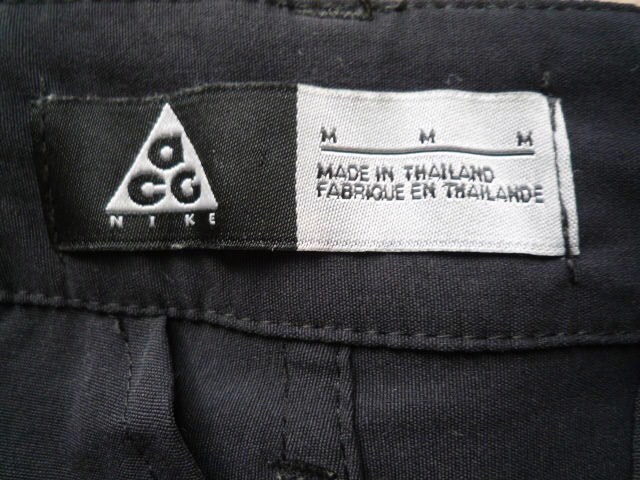 acg
NIKE
M M M
MADE IN THAILAND
FABRIQUE EN THAILANDE